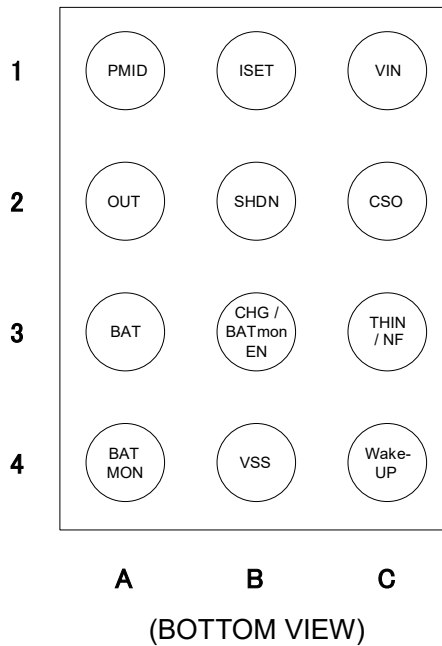 1 PMID ISET VIN
2 OUT SHDN CSO
3 BAT CHG / BATmon EN THIN / NF
4 BAT MON VSS Wake-UP
A B C
(BOTTOM VIEW)